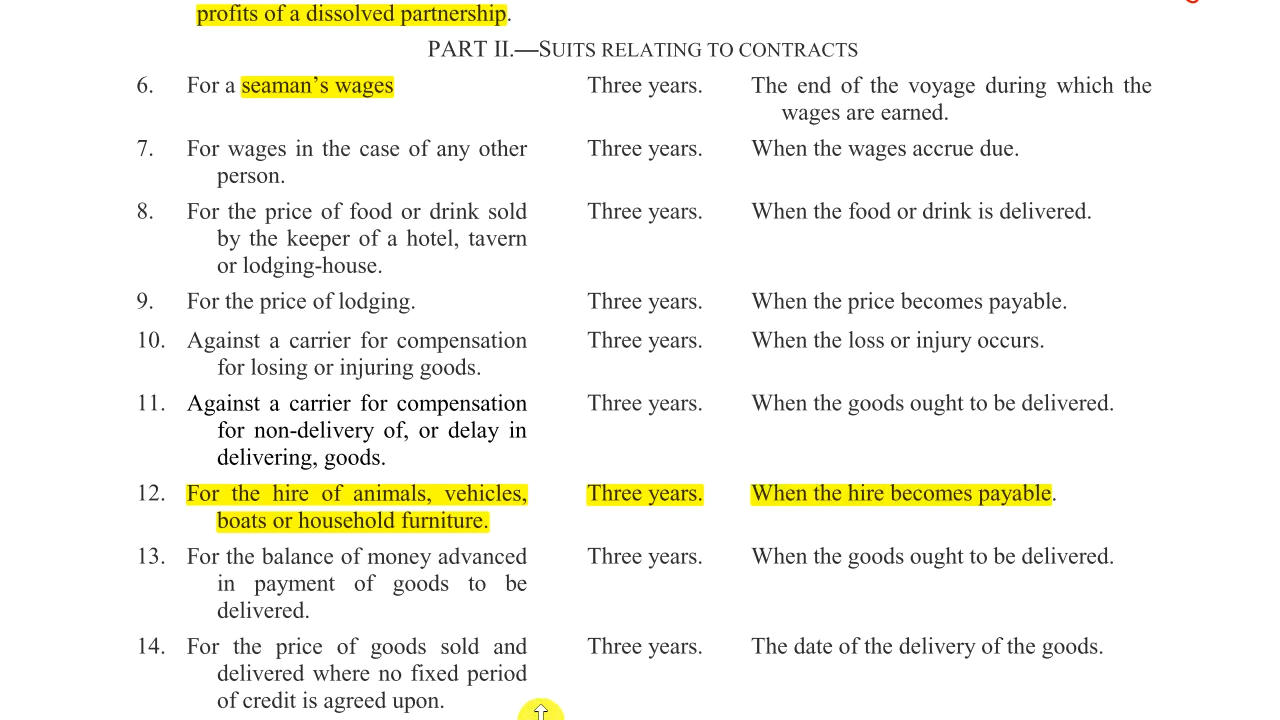 profits of a dissolved partnership.
PART II.—SUITS RELATING TO CONTRACTS
6. For a seaman’s wages Three years. The end of the voyage during which the
wages are earned.
7. For wages in the case of any other Three years. When the wages accrue due.
person.
8. For the price of food or drink sold Three years. When the food or drink is delivered.
by the keeper of a hotel, tavern
or lodging-house.
9. For the price of lodging. Three years. When the price becomes payable.
10. Against a carrier for compensation Three years. When the loss or injury occurs.
for losing or injuring goods.
11. Against a carrier for compensation Three years. When the goods ought to be delivered.
for non-delivery of, or delay in
delivering, goods.
12. For the hire of animals, vehicles, Three years. When the hire becomes payable.
boats or household furniture.
13. For the balance of money advanced Three years. When the goods ought to be delivered.
in payment of goods to be
delivered.
14. For the price of goods sold and Three years. The date of the delivery of the goods.
delivered where no fixed period
of credit is agreed upon.